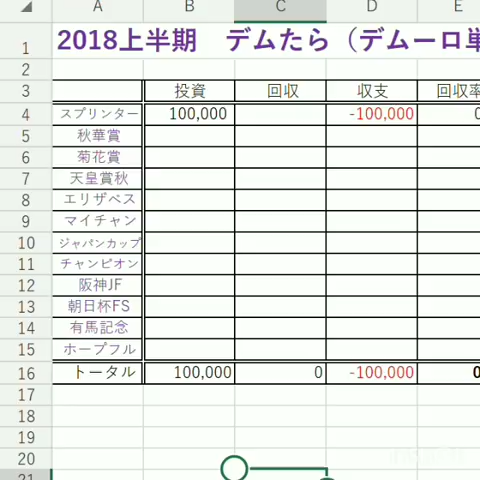 A B C D E
1 2018上半期 デムたら（デムーロ単
2
3 投資 回収 収支 回収率
4 スプリンター 100,000 -100,000 0
5 秋華賞
6 菊花賞
7 天皇賞秋
8 エリザベス
9 マイチャン
10 ジャパンカップ
11 チャンピオン
12 阪神JF
13 朝日杯FS
14 有馬記念
15 ホープフル
16 トータル 100,000 0 -100,000 0
17
18
19
20
21